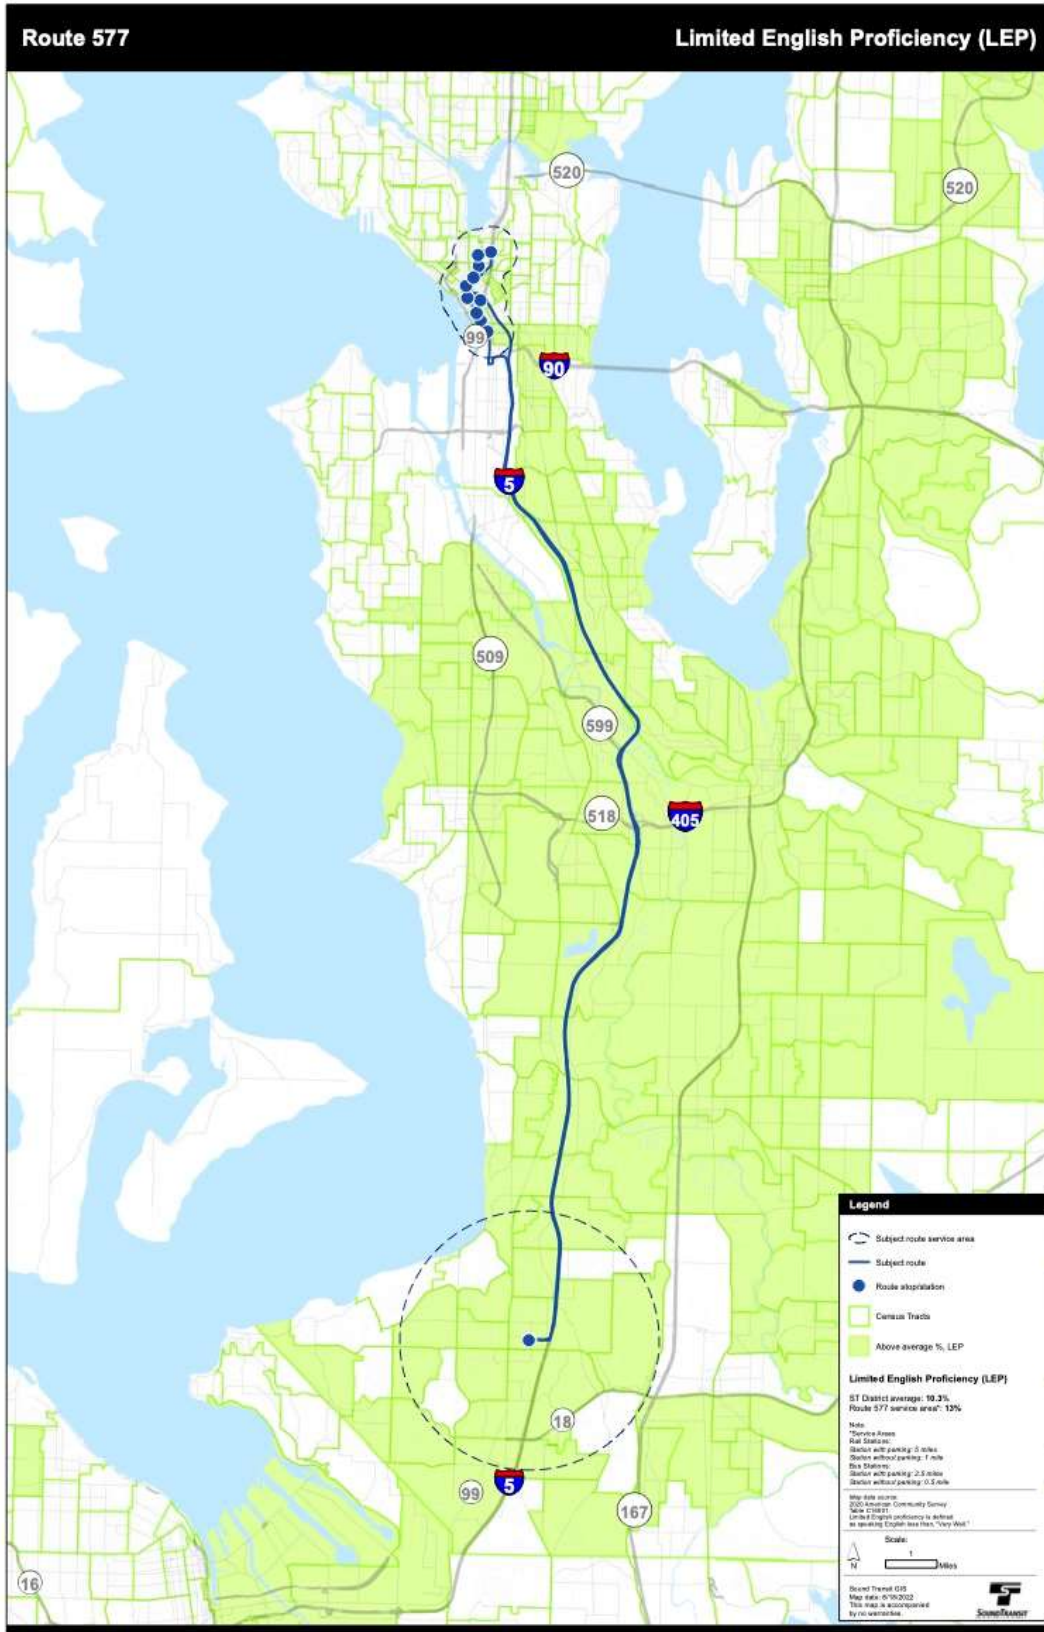 Route 577
Limited English Proficiency (LEP)
520
520
99
90
5
509
599
518
405
18
5
99
167
16
Legend
Subject route service area
Subject route
Route stop/station
Census Tracts
Above average %, LEP
Limited English Proficiency (LEP)
ST District average: 10.3%
Route 577 service area*: 13%
Note:
*Service Areas
Rail Stations:
Station with parking: 5 miles
Station without parking: 1 mile
Bus Stations:
Station with parking: 2.5 miles
Station without parking: 0.5 mile
Map data source:
2020 American Community Survey
Limited English proficiency is defined
as speaking English less than, "Very Well."
Scale:
1
Miles
N
Sound Transit GIS
This map is accompanied
by no warranties.
SOUNDTRANSIT